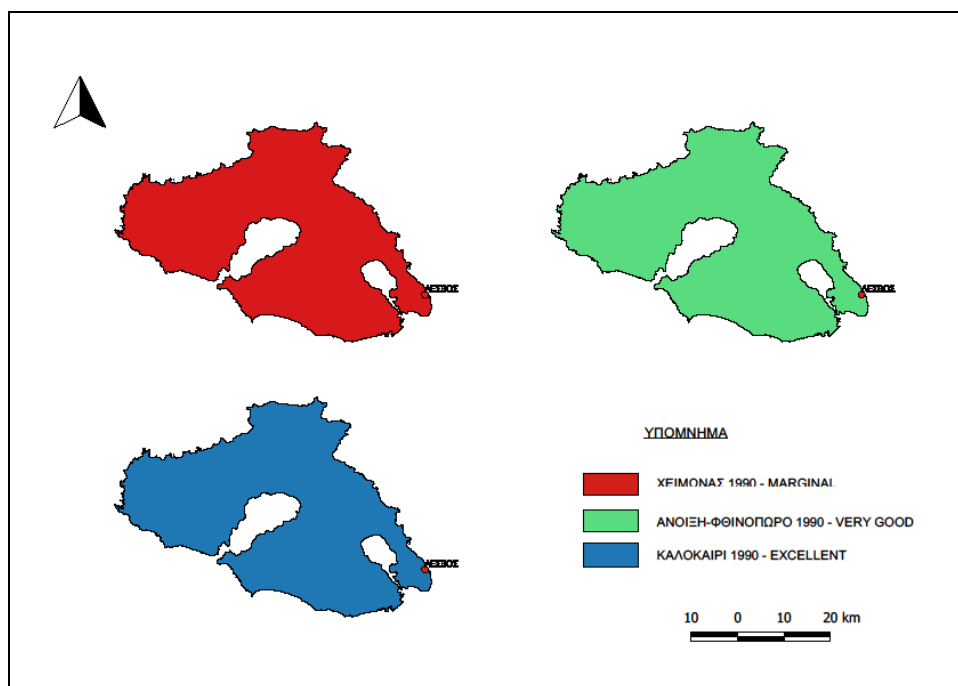 ΛΕΣΒΟΣ
ΛΕΣΒΟΣ
ΛΕΣΒΟΣ
ΥΠΟΜΝΗΜΑ
ΧΕΙΜΩΝΑΣ 1990 - MARGINAL
ΑΝΟΙΞΗ-ΦΘΙΝΟΠΩΡΟ 1990 - VERY GOOD
ΚΑΛΟΚΑΙΡΙ 1990 - EXCELLENT
10 0 10 20 km